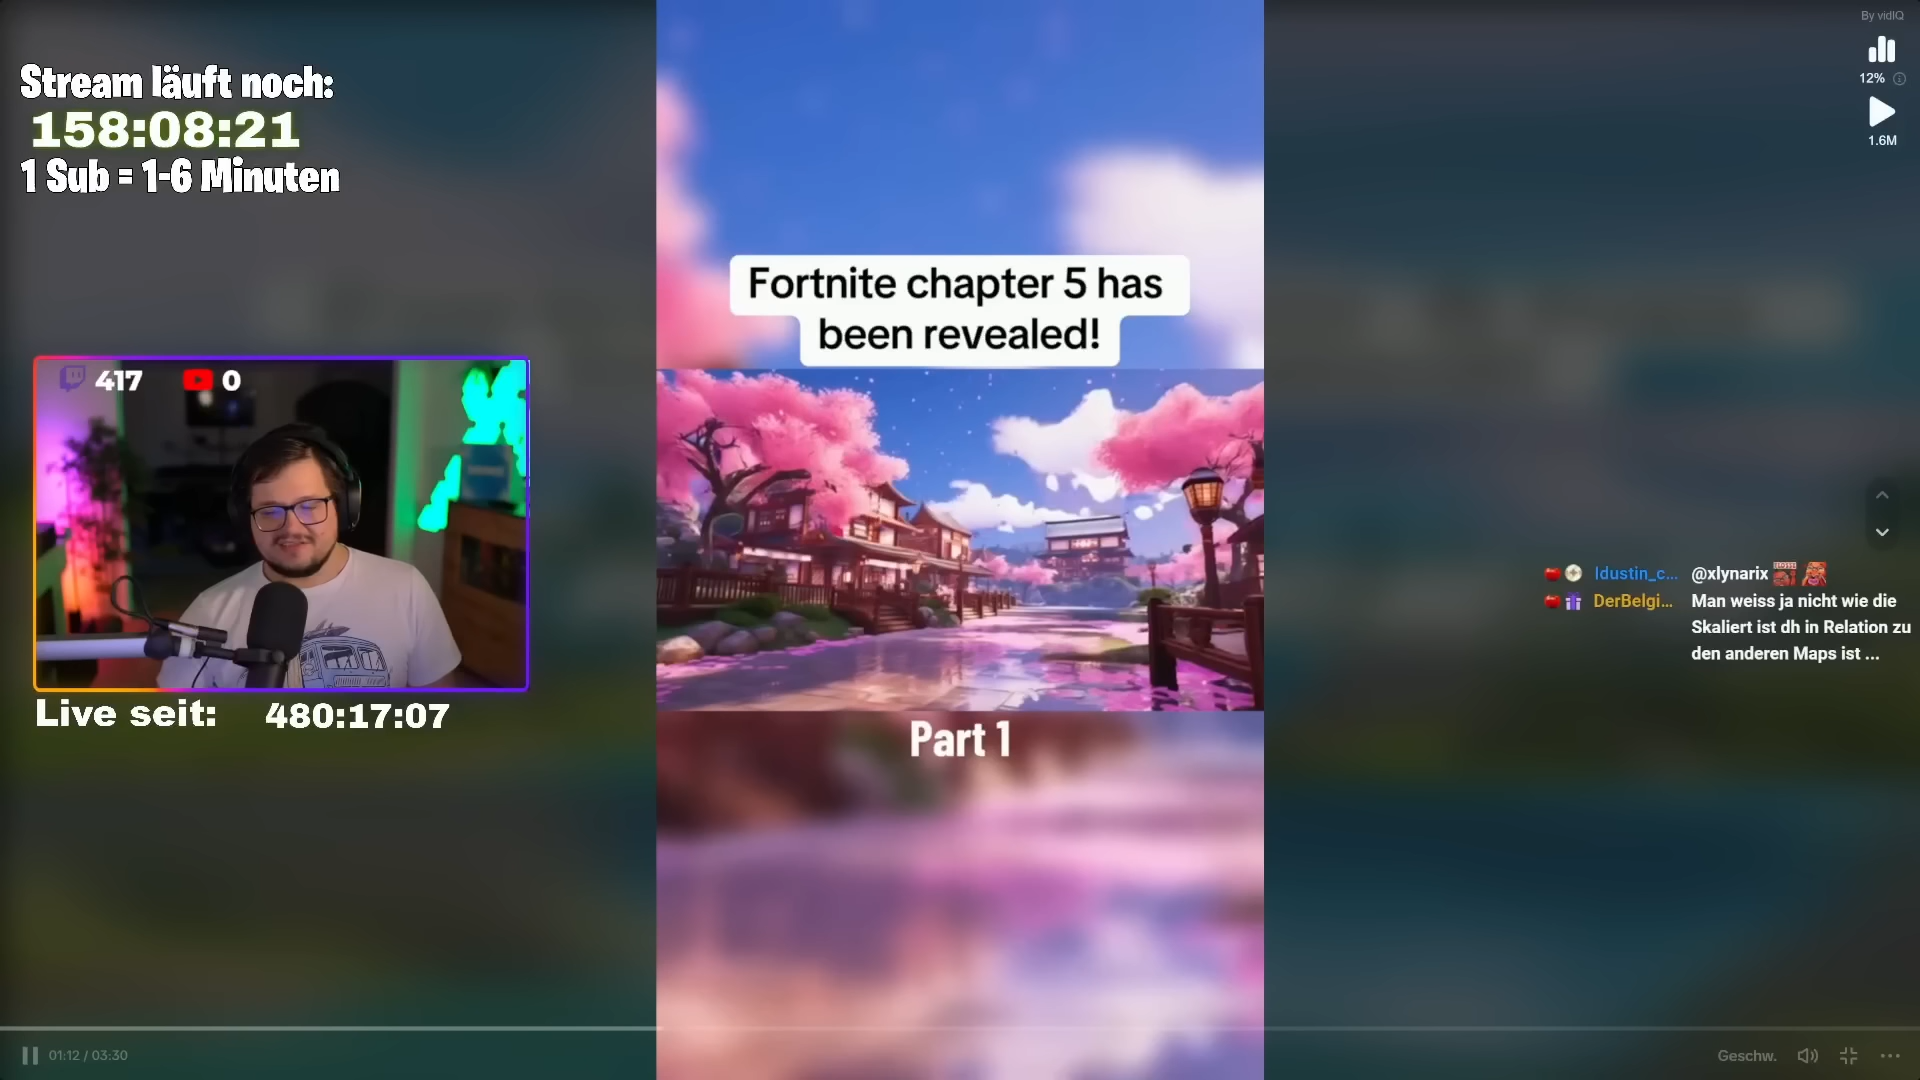 By vidIQ
Stream läuft noch:
158:08:21
1 Sub = 1-6 Minuten
12%
1.6M
Fortnite chapter 5 has
been revealed!
417
0
Live seit: 480:17:07
Part 1
ldustin_c... @xlynarix
DerBelgi... Man weiss ja nicht wie die
Skaliert ist dh in Relation zu
den anderen Maps ist ...
01:12 / 03:30
Geschw.